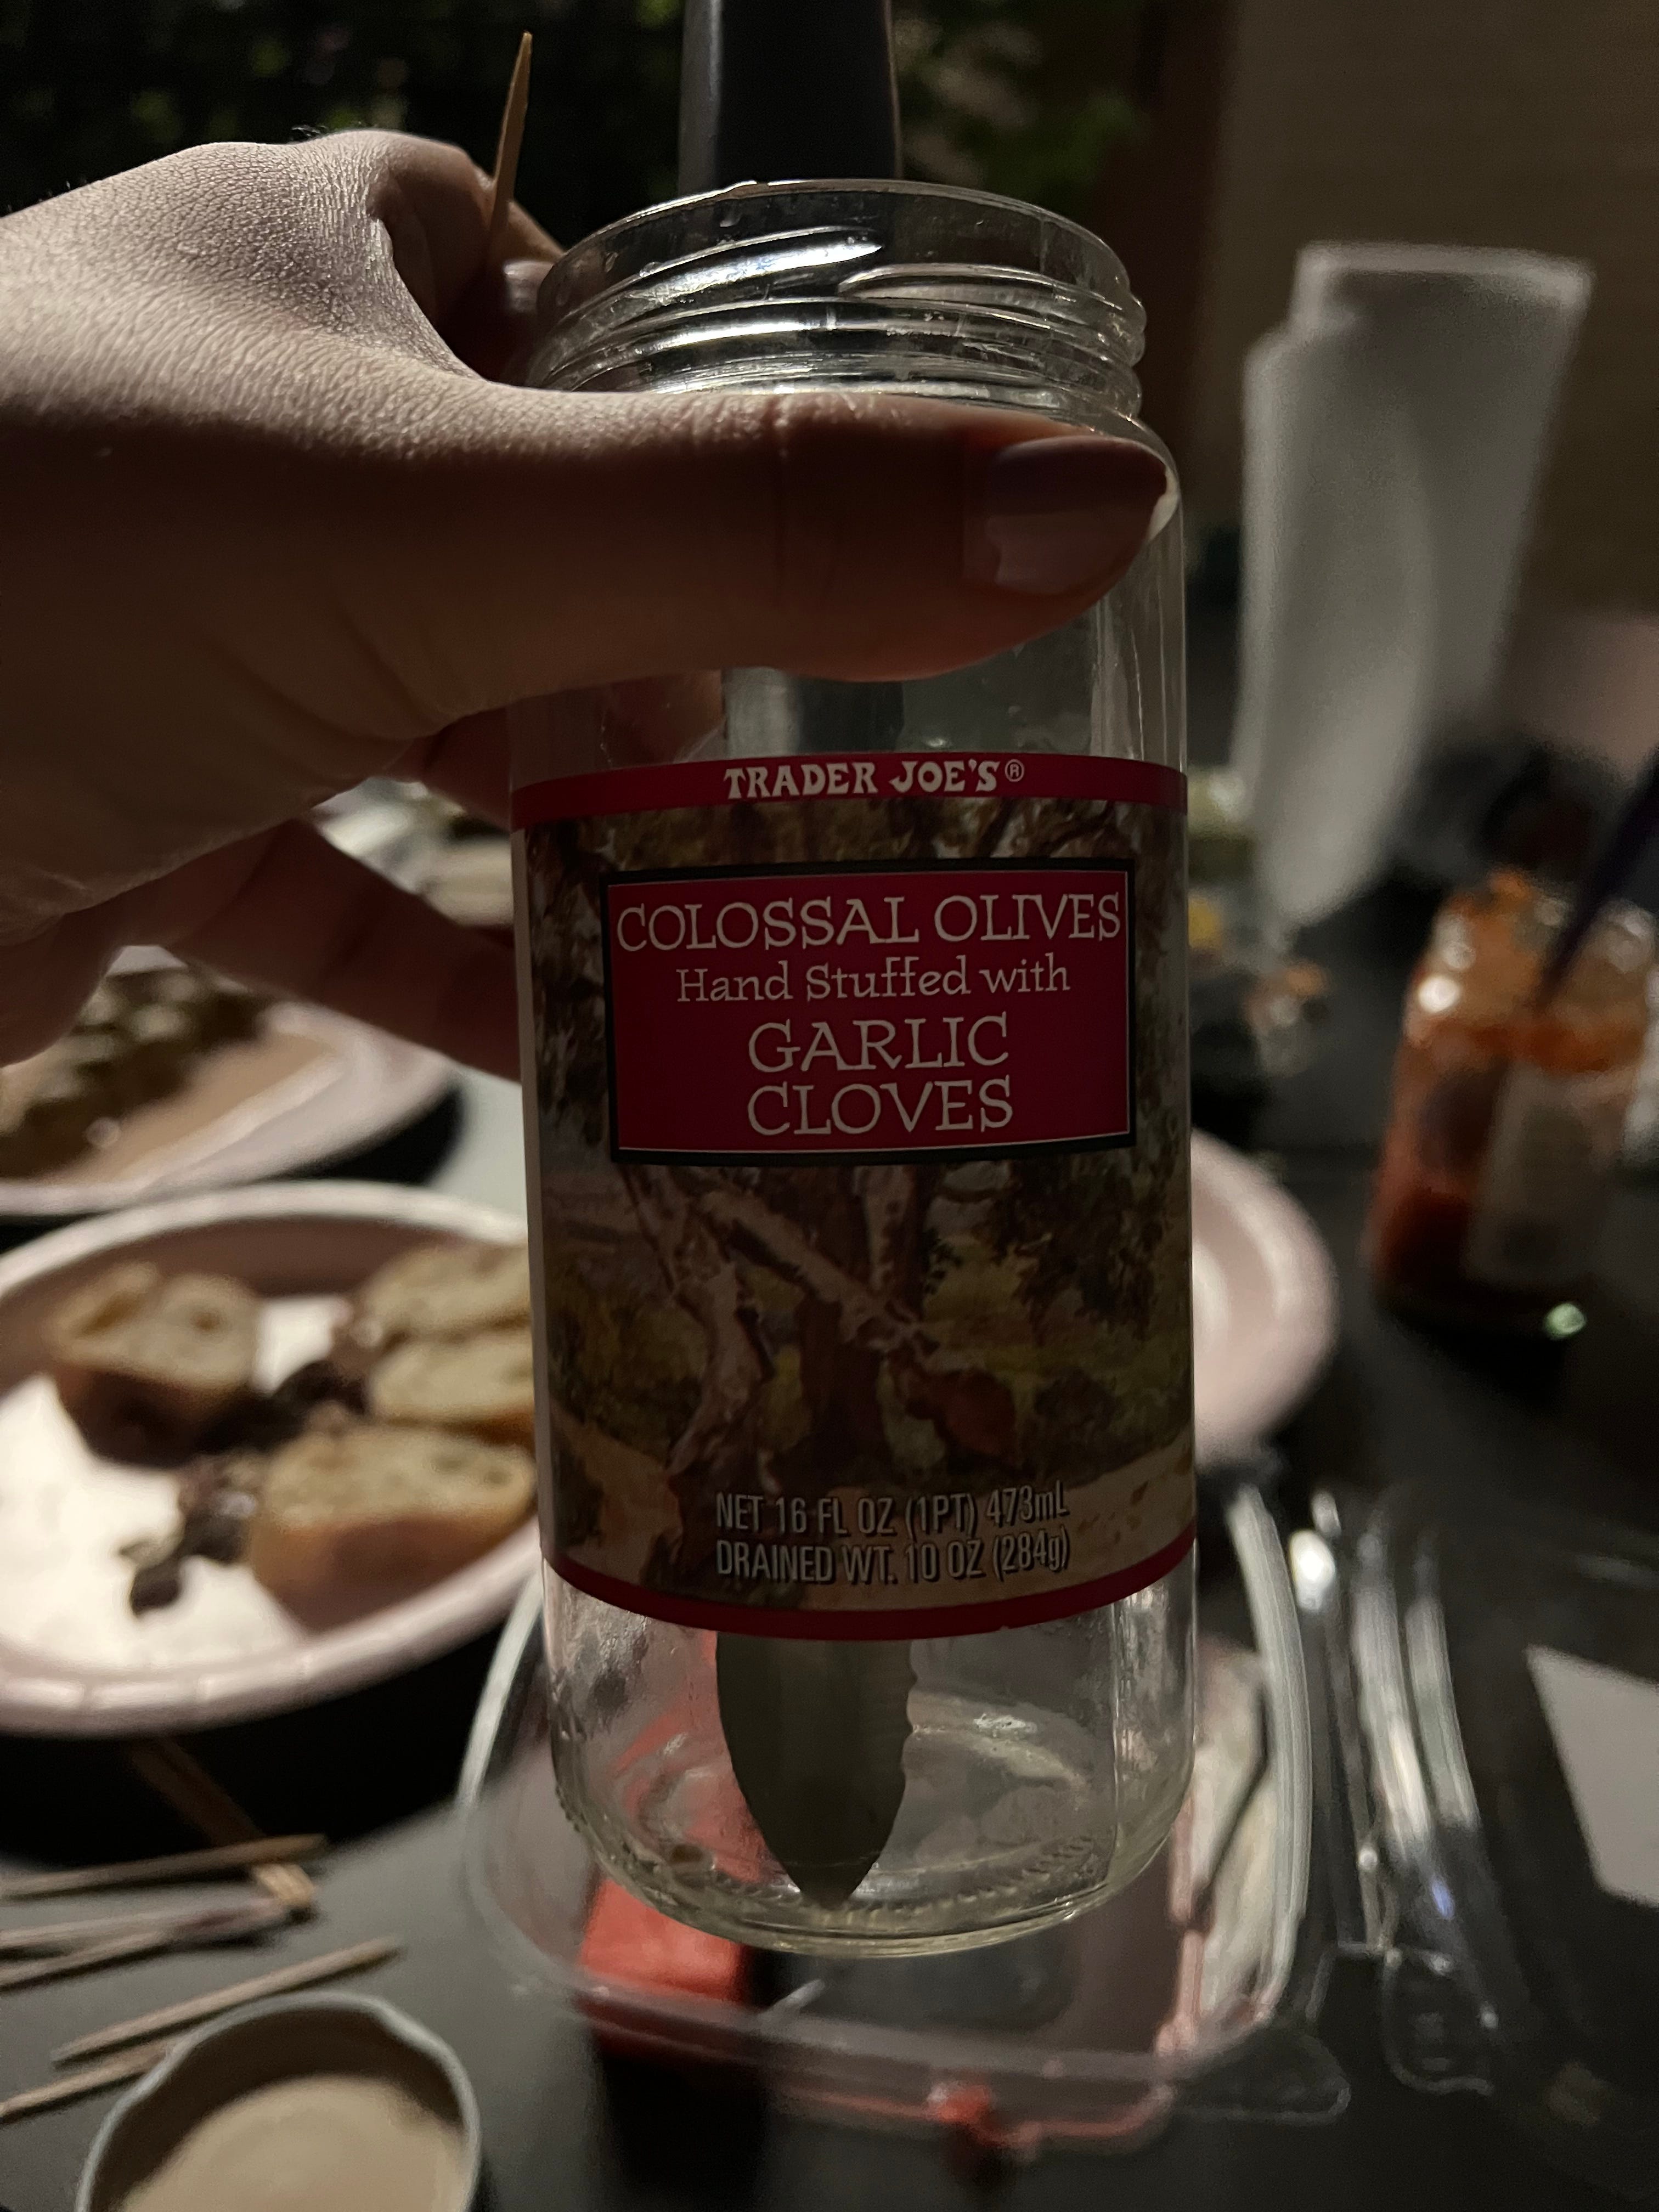 TRADER JOE'S®
COLOSSAL OLIVES
Hand Stuffed with
GARLIC
CLOVES
NET 16 FL OZ (1PT) 473mL
DRAINED WT. 10 OZ (284g)